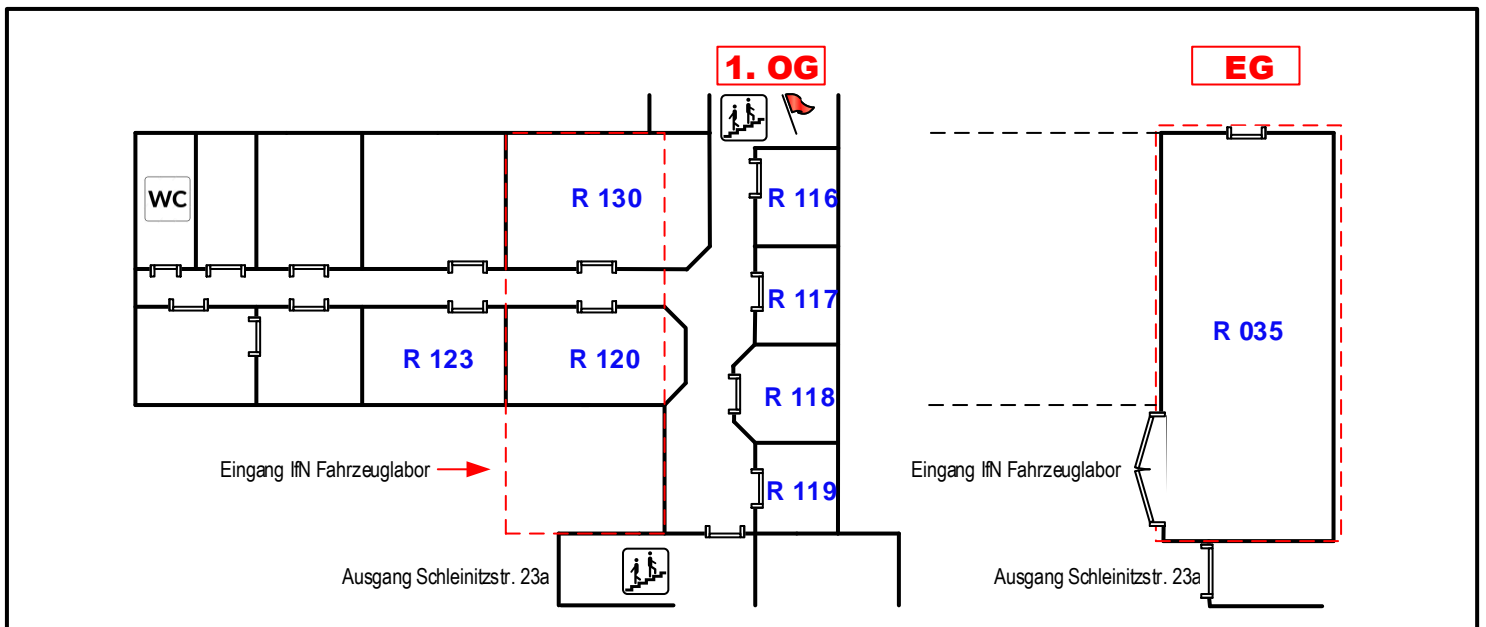 1. OG
EG
WC
R 130
R 116
R 117
R 123
R 120
R 118
R 119
R 035
Eingang IfN Fahrzeuglabor
Eingang IfN Fahrzeuglabor
Ausgang Schleinitzstr. 23a
Ausgang Schleinitzstr. 23a